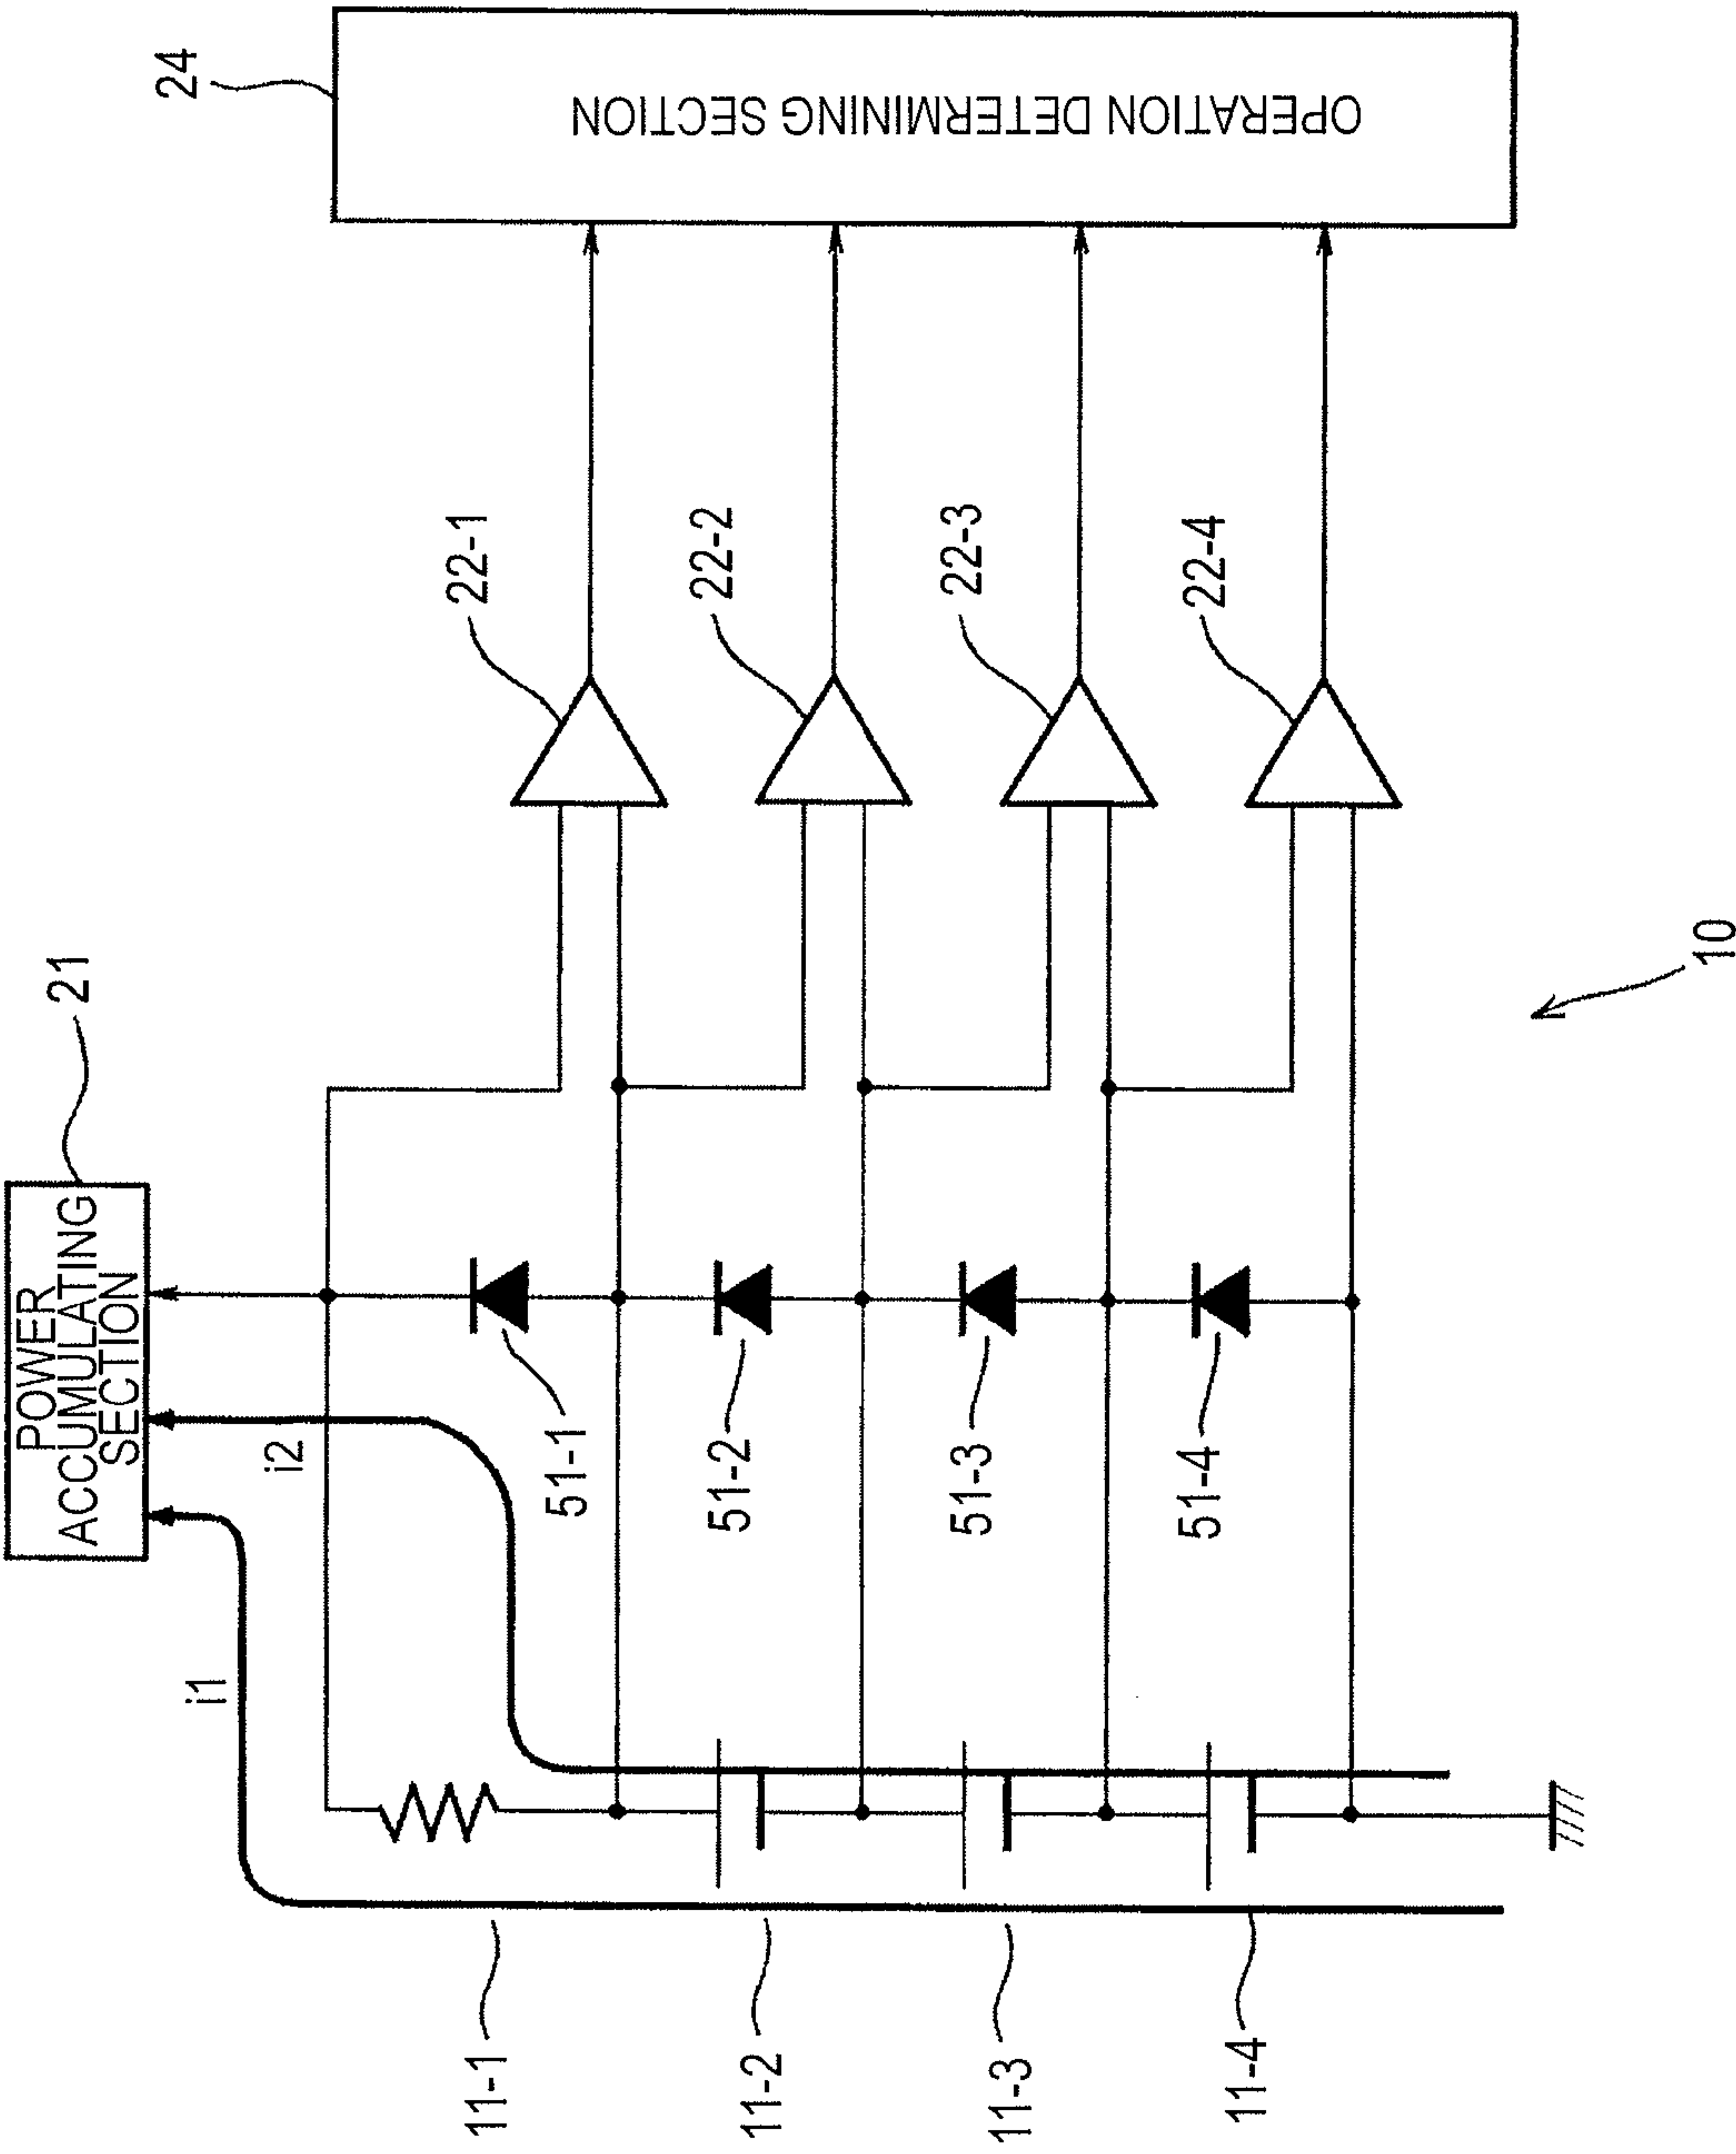 POWER
ACCUMULATING
SECTION
21
i1
i2
11-1
11-2
11-3
11-4
51-1
51-2
51-3
51-4
22-1
22-2
22-3
22-4
24
OPERATION DETERMINING SECTION
10